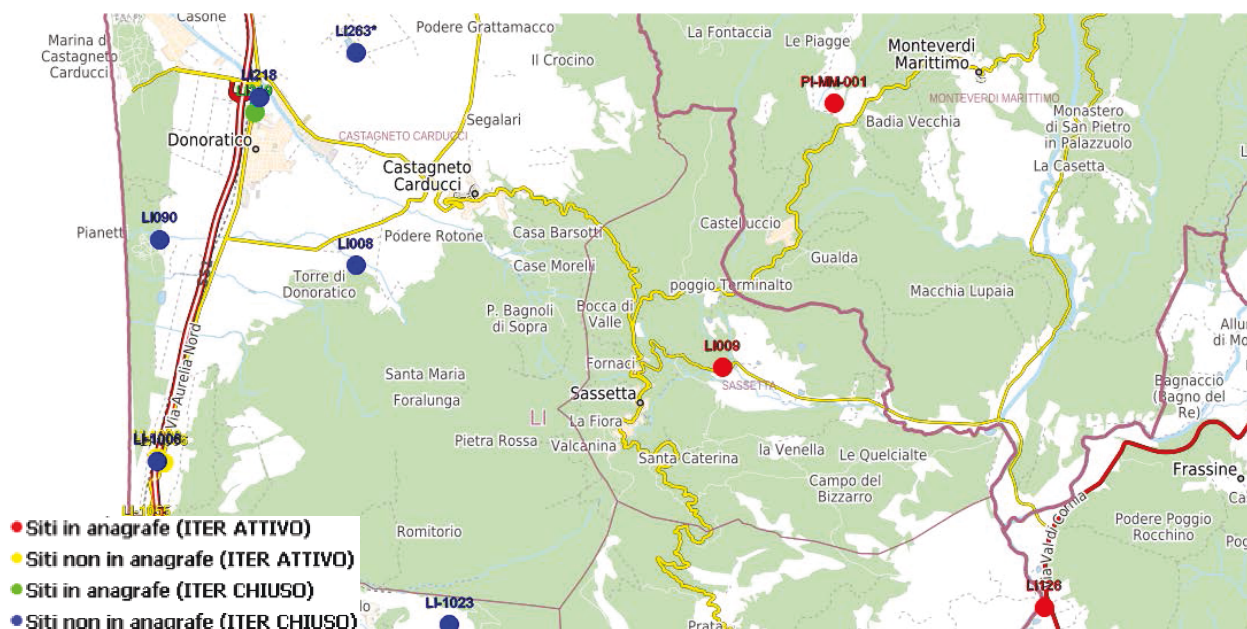 Casone
LI263*
Podere Grattamacco
La Fontaccia
Le Piagge
Marina di
Castagneto
Carducci
Il Crocino
Monteverdi
Marittimo
LI218
PI-MM-001
MONTEVERDI MARITTIMO
Segalari
Badia Vecchia
Monastero
di San Pietro
in Palazzuolo
Donoratico
CASTAGNETO CARDUCCI
Castagneto
Carducci
La Casetta
LI090
Pianetti
LI008
Podere Rotone
Casa Barsotti
Castelluccio
Case Morelli
Gualda
Torre di
Donoratico
poggio Terminalto
Macchia Lupaia
P. Bagnoli
di Sopra
Bocca di
Valle
Via Aurelia Nord
Fornaci
LI009
SASSETTA
Santa Maria
Foralunga
Sassetta
Bagnaccio
(Bagno del
Re)
LI
La Fiora
LI-1006
Pietra Rossa
Valcanina
Santa Caterina
la Venella
Le Quercialte
Campo del
Bizzarro
Frassine
Romitorio
Podere Poggio
Rocchino
LI126
LI-1023
Prata
Siti in anagrafe (ITER ATTIVO)
Siti non in anagrafe (ITER ATTIVO)
Siti in anagrafe (ITER CHIUSO)
Siti non in anagrafe (ITER CHIUSO)